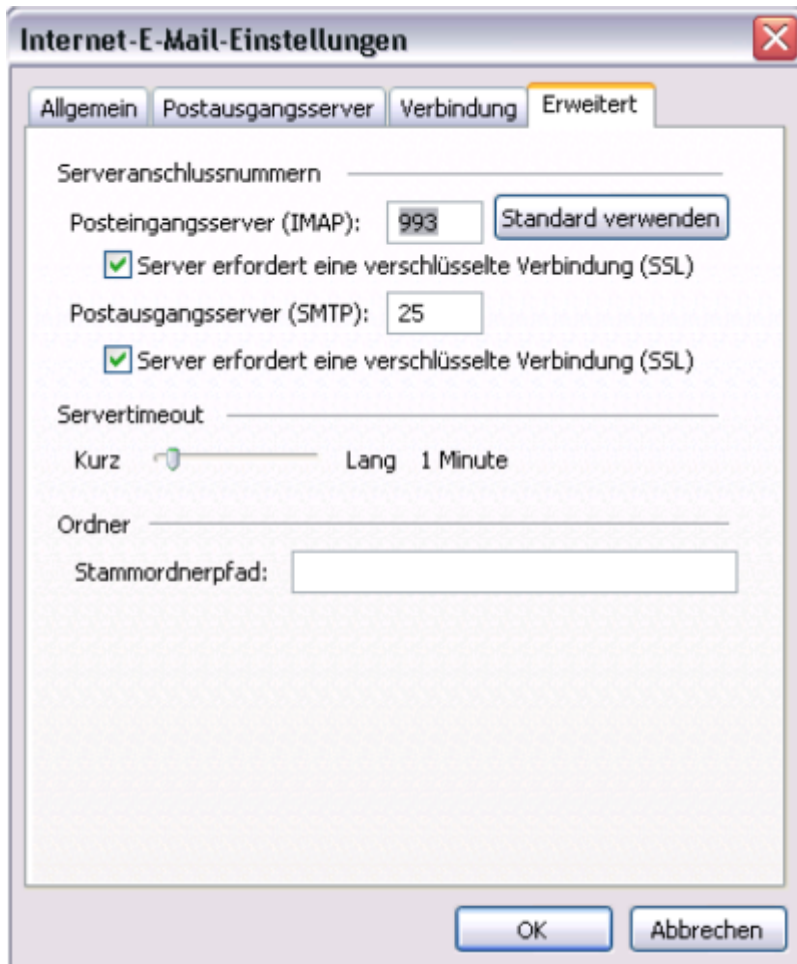 Internet-E-Mail-Einstellungen
Allgemein Postausgangsserver Verbindung Erweitert
Serveranschlussnummern
Posteingangsserver (IMAP): 993 Standard verwenden
Server erfordert eine verschlüsselte Verbindung (SSL)
Postausgangsserver (SMTP): 25
Server erfordert eine verschlüsselte Verbindung (SSL)
Servertimeout
Kurz Lang 1 Minute
Ordner
Stammordnerpfad:
OK Abbrechen